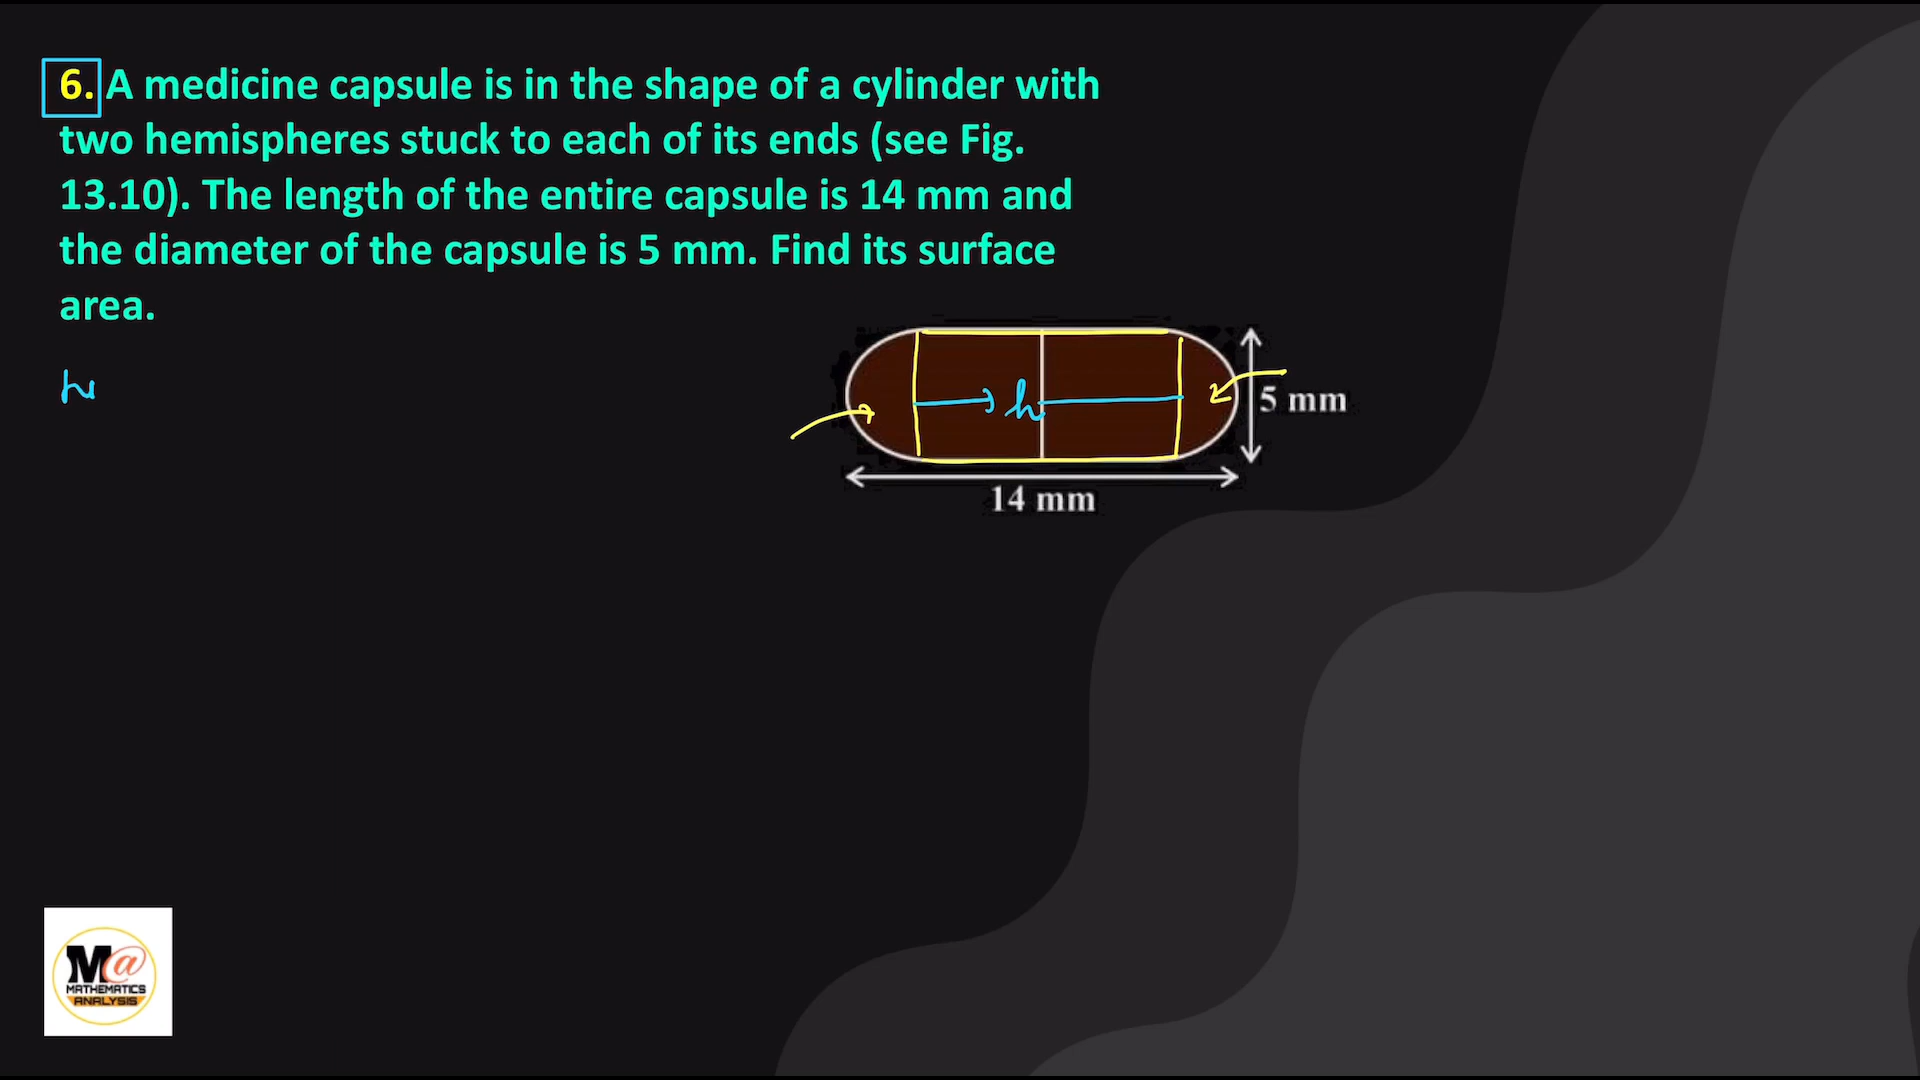 6. A medicine capsule is in the shape of a cylinder with
two hemispheres stuck to each of its ends (see Fig.
13.10). The length of the entire capsule is 14 mm and
the diameter of the capsule is 5 mm. Find its surface
area.
h
5 mm
14 mm
M@
MATHEMATICS
ANALYSIS